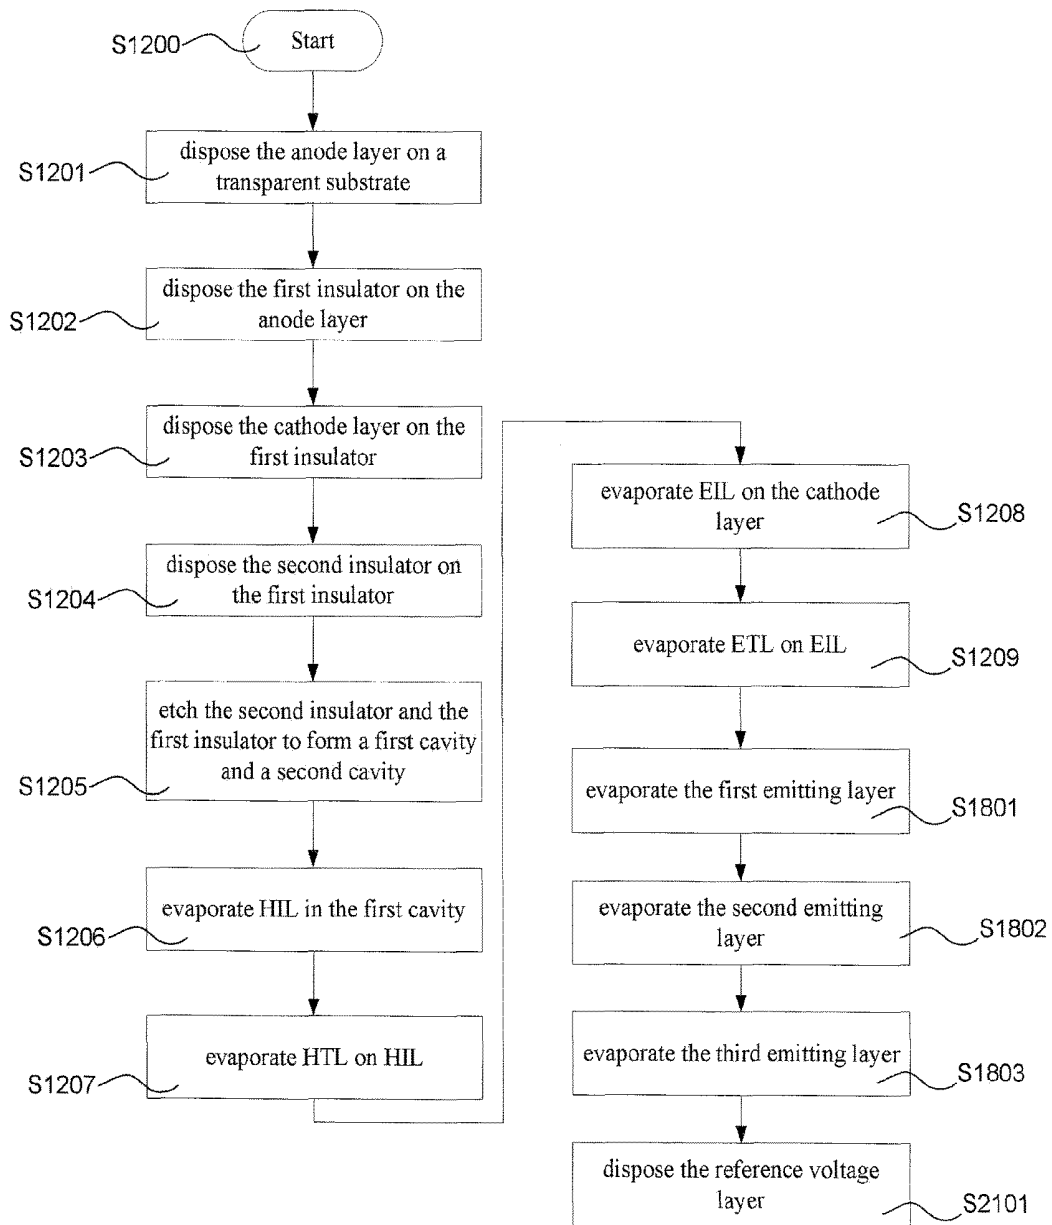 S1200
Start
S1201
dispose the anode layer on a
transparent substrate
S1202
dispose the first insulator on the
anode layer
S1203
dispose the cathode layer on the
first insulator
S1204
dispose the second insulator on
the first insulator
S1205
etch the second insulator and the
first insulator to form a first cavity
and a second cavity
S1206
evaporate HIL in the first cavity
S1207
evaporate HTL on HIL
evaporate EIL on the cathode
layer
S1208
evaporate ETL on EIL
S1209
evaporate the first emitting layer
S1801
evaporate the second emitting
layer
S1802
evaporate the third emitting layer
S1803
dispose the reference voltage
layer
S2101